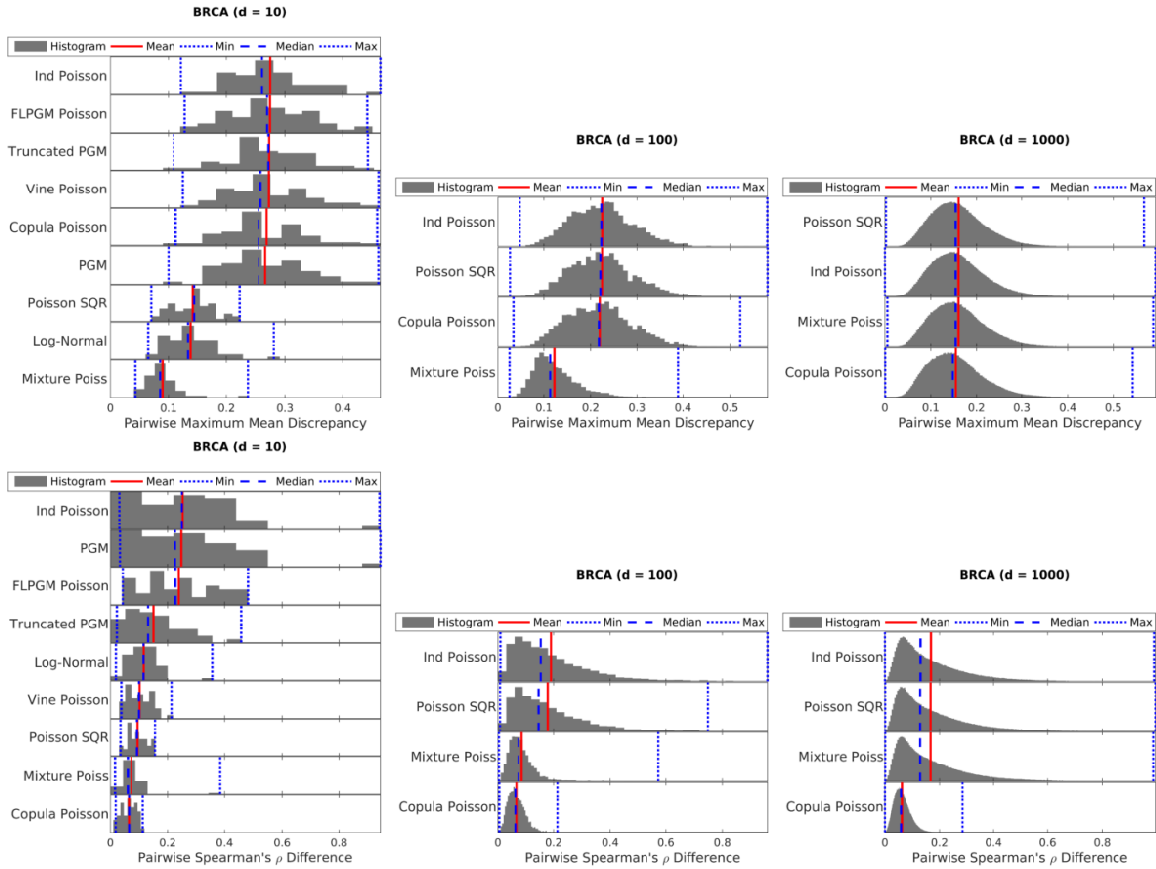 BRCA (d = 10)
Histogram Mean Min Median Max
Ind Poisson
FLPGM Poisson
Truncated PGM
Vine Poisson
Copula Poisson
PGM
Poisson SQR
Log-Normal
Mixture Poiss
0 0.1 0.2 0.3 0.4
Pairwise Maximum Mean Discrepancy
BRCA (d = 100)
Histogram Mean Min Median Max
Ind Poisson
Poisson SQR
Copula Poisson
Mixture Poiss
0 0.1 0.2 0.3 0.4 0.5
Pairwise Maximum Mean Discrepancy
BRCA (d = 1000)
Histogram Mean Min Median Max
Poisson SQR
Ind Poisson
Mixture Poiss
Copula Poisson
0 0.1 0.2 0.3 0.4 0.5
Pairwise Maximum Mean Discrepancy
BRCA (d = 10)
Histogram Mean Min Median Max
Ind Poisson
PGM
FLPGM Poisson
Truncated PGM
Log-Normal
Vine Poisson
Poisson SQR
Mixture Poiss
Copula Poisson
0 0.2 0.4 0.6 0.8
Pairwise Spearman's ρ Difference
BRCA (d = 100)
Histogram Mean Min Median Max
Ind Poisson
Poisson SQR
Mixture Poiss
Copula Poisson
0 0.2 0.4 0.6 0.8
Pairwise Spearman's ρ Difference
BRCA (d = 1000)
Histogram Mean Min Median Max
Ind Poisson
Poisson SQR
Mixture Poiss
Copula Poisson
0 0.2 0.4 0.6 0.8
Pairwise Spearman's ρ Difference